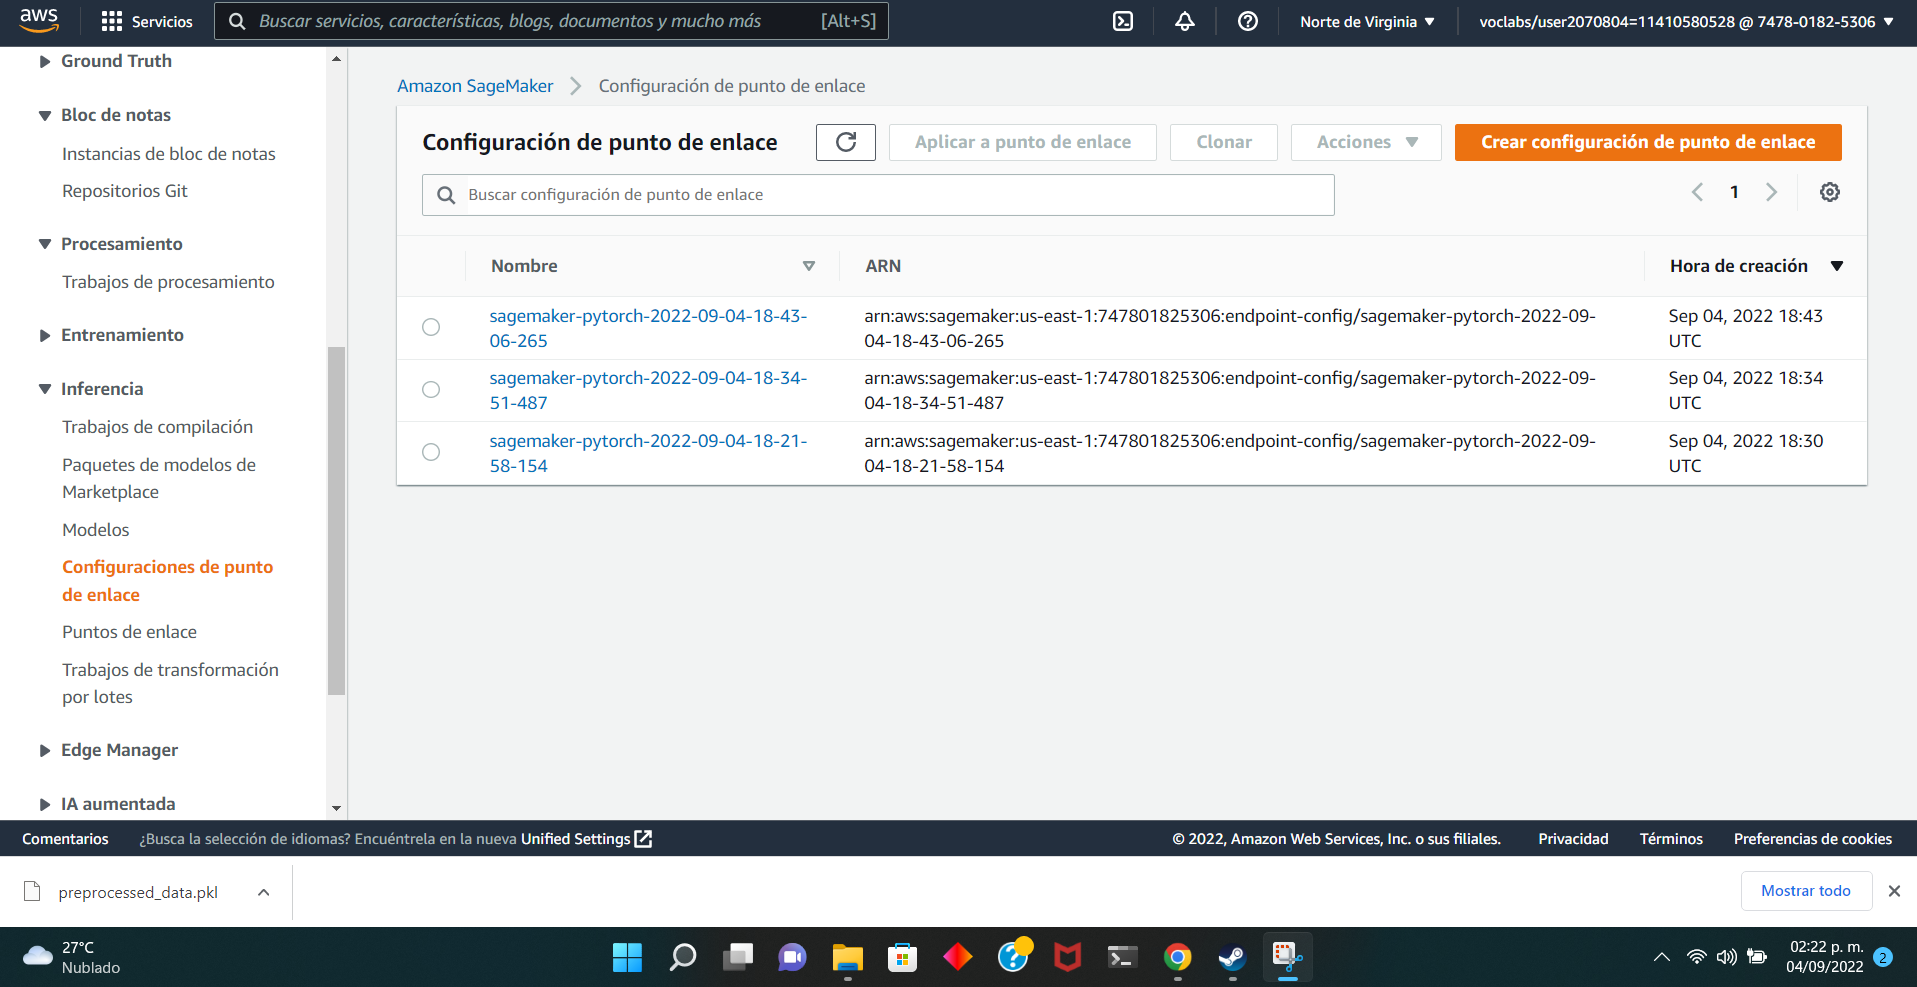 aws
Servicios
Buscar servicios, características, blogs, documentos y mucho más [Alt+S]
Norte de Virginia
voclabs/user2070804=11410580528 @ 7478-0182-5306
Ground Truth
Bloc de notas
Instancias de bloc de notas
Repositorios Git
Procesamiento
Trabajos de procesamiento
Entrenamiento
Inferencia
Trabajos de compilación
Paquetes de modelos de
Marketplace
Modelos
Configuraciones de punto
de enlace
Puntos de enlace
Trabajos de transformación
por lotes
Edge Manager
IA aumentada
Amazon SageMaker
Configuración de punto de enlace
Configuración de punto de enlace
Aplicar a punto de enlace
Clonar
Acciones
Crear configuración de punto de enlace
Buscar configuración de punto de enlace
1
Nombre
ARN
Hora de creación
sagemaker-pytorch-2022-09-04-18-43-
06-265
arn:aws:sagemaker:us-east-1:747801825306:endpoint-config/sagemaker-pytorch-2022-09-
04-18-43-06-265
Sep 04, 2022 18:43
UTC
sagemaker-pytorch-2022-09-04-18-34-
51-487
arn:aws:sagemaker:us-east-1:747801825306:endpoint-config/sagemaker-pytorch-2022-09-
04-18-34-51-487
Sep 04, 2022 18:34
UTC
sagemaker-pytorch-2022-09-04-18-21-
58-154
arn:aws:sagemaker:us-east-1:747801825306:endpoint-config/sagemaker-pytorch-2022-09-
04-18-21-58-154
Sep 04, 2022 18:30
UTC
Comentarios
¿Busca la selección de idiomas? Encuéntrela en la nueva Unified Settings
© 2022, Amazon Web Services, Inc. o sus filiales.
Privacidad
Términos
Preferencias de cookies
preprocessed_data.pkl
Mostrar todo
27°C
Nublado
02:22 p. m.
04/09/2022
2